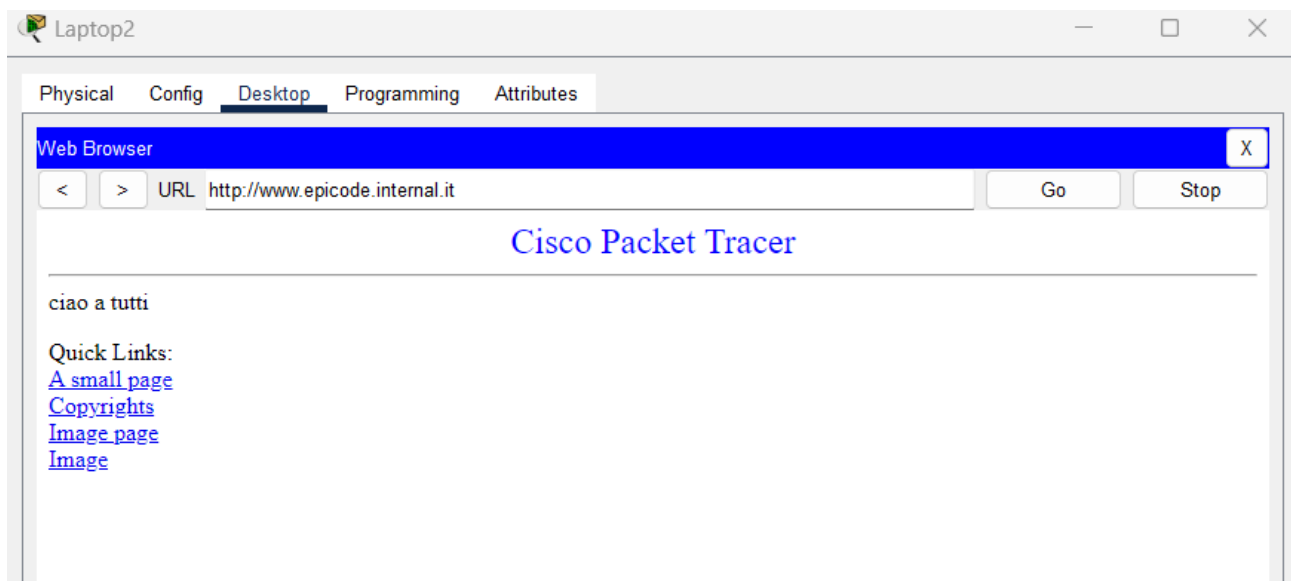 Laptop2
Physical Config Desktop Programming Attributes
Web Browser X
< > URL http://www.epicode.internal.it Go Stop
Cisco Packet Tracer
ciao a tutti
Quick Links:
A small page
Copyrights
Image page
Image